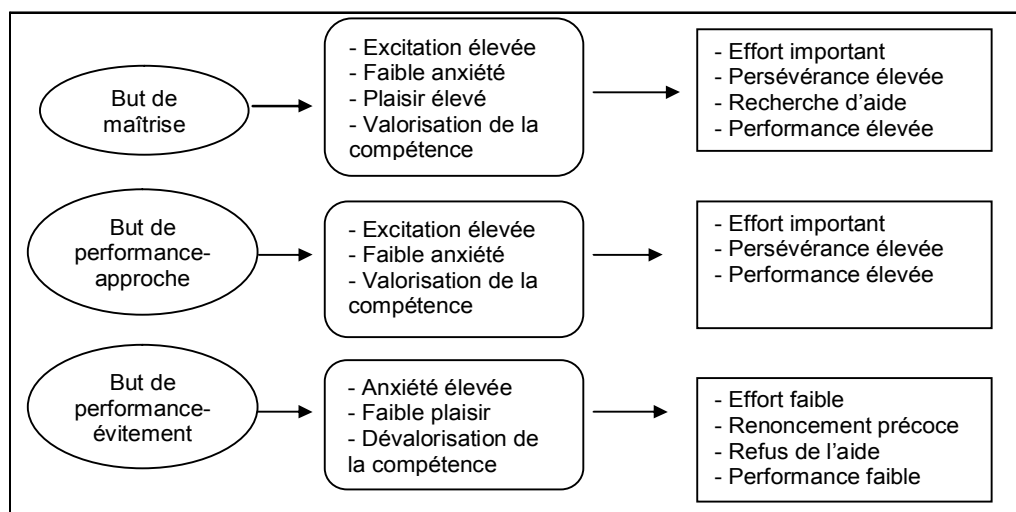 But de
maîtrise
- Excitation élevée
- Faible anxiété
- Plaisir élevé
- Valorisation de la
compétence
- Effort important
- Persévérance élevée
- Recherche d'aide
- Performance élevée
But de
performance-
approche
- Excitation élevée
- Faible anxiété
- Valorisation de la
compétence
- Effort important
- Persévérance élevée
- Performance élevée
But de
performance-
évitement
- Anxiété élevée
- Faible plaisir
- Dévalorisation de
la compétence
- Effort faible
- Renoncement précoce
- Refus de l'aide
- Performance faible